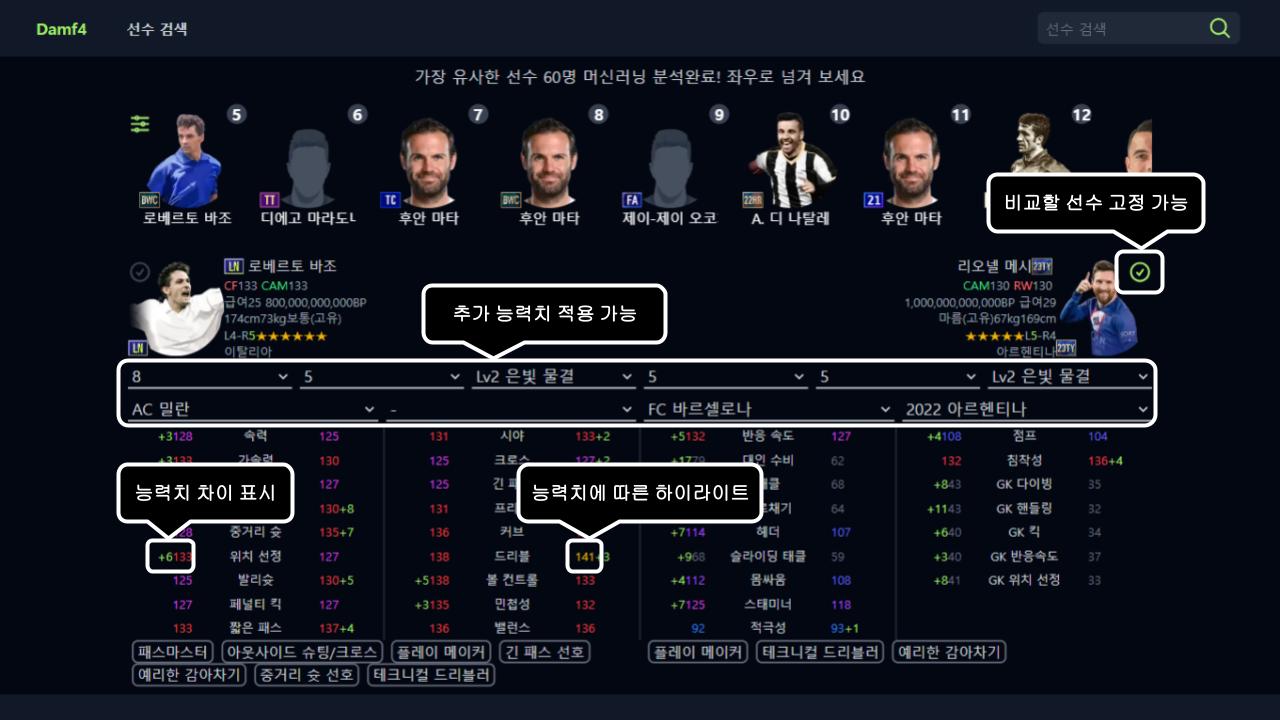 Damf4 선수 검색 선수 검색
가장 유사한 선수 60명 머신러닝 분석완료! 좌우로 넘겨 보세요
5 6 7 8 9 10 11 12
BWC TT TC BWC FA 22HR 21
로베르토 바조 디에고 마라도 후안 마타 후안 마타 제이-제이 오코 A. 디 나탈레 후안 마타
비교할 선수 고정 가능
LN 로베르토 바조
CF133 CAM133
급여25 800,000,000,000BP
174cm73kg보통(고유)
L4-R5★★★★★★
이탈리아
LN
리오넬 메시 23TY
CAM130 RW130
1,000,000,000,000BP 급여29
마름(고유)67kg169cm
★★★★★L5-R4
아르헨티나
23TY
추가 능력치 적용 가능
8 5 Lv2 은빛 물결 5 5 Lv2 은빛 물결
AC 밀란 - FC 바르셀로나 2022 아르헨티나
+3128 속력 125 131 시야 133+2 +5132 반응 속도 127 +4108 점프 104
+3133 가속력 130 125 크로스 127+2 +1779 대인 수비 62 132 침착성 136+4
127 125 긴 68 +843 GK 다이빙 35
130+8 131 64 +1143 GK 핸들링 32
중거리 슛 135+7 136 커브 +7114 헤더 107 +640 GK 킥 34
+6133 위치 선정 127 138 드리블 141+3 +968 슬라이딩 태클 59 +340 GK 반응속도 37
125 발리슛 130+5 +5138 볼 컨트롤 133 +4112 몸싸움 108 +841 GK 위치 선정 33
127 페널티 킥 127 +3135 민첩성 132 +7125 스태미너 118
133 짧은 패스 137+4 136 밸런스 136 92 적극성 93+1
능력치 차이 표시
능력치에 따른 하이라이트
패스마스터 아웃사이드 슈팅/크로스 플레이 메이커 긴 패스 선호
예리한 감아차기 중거리 슛 선호 테크니컬 드리블러
플레이 메이커 테크니컬 드리블러 예리한 감아차기